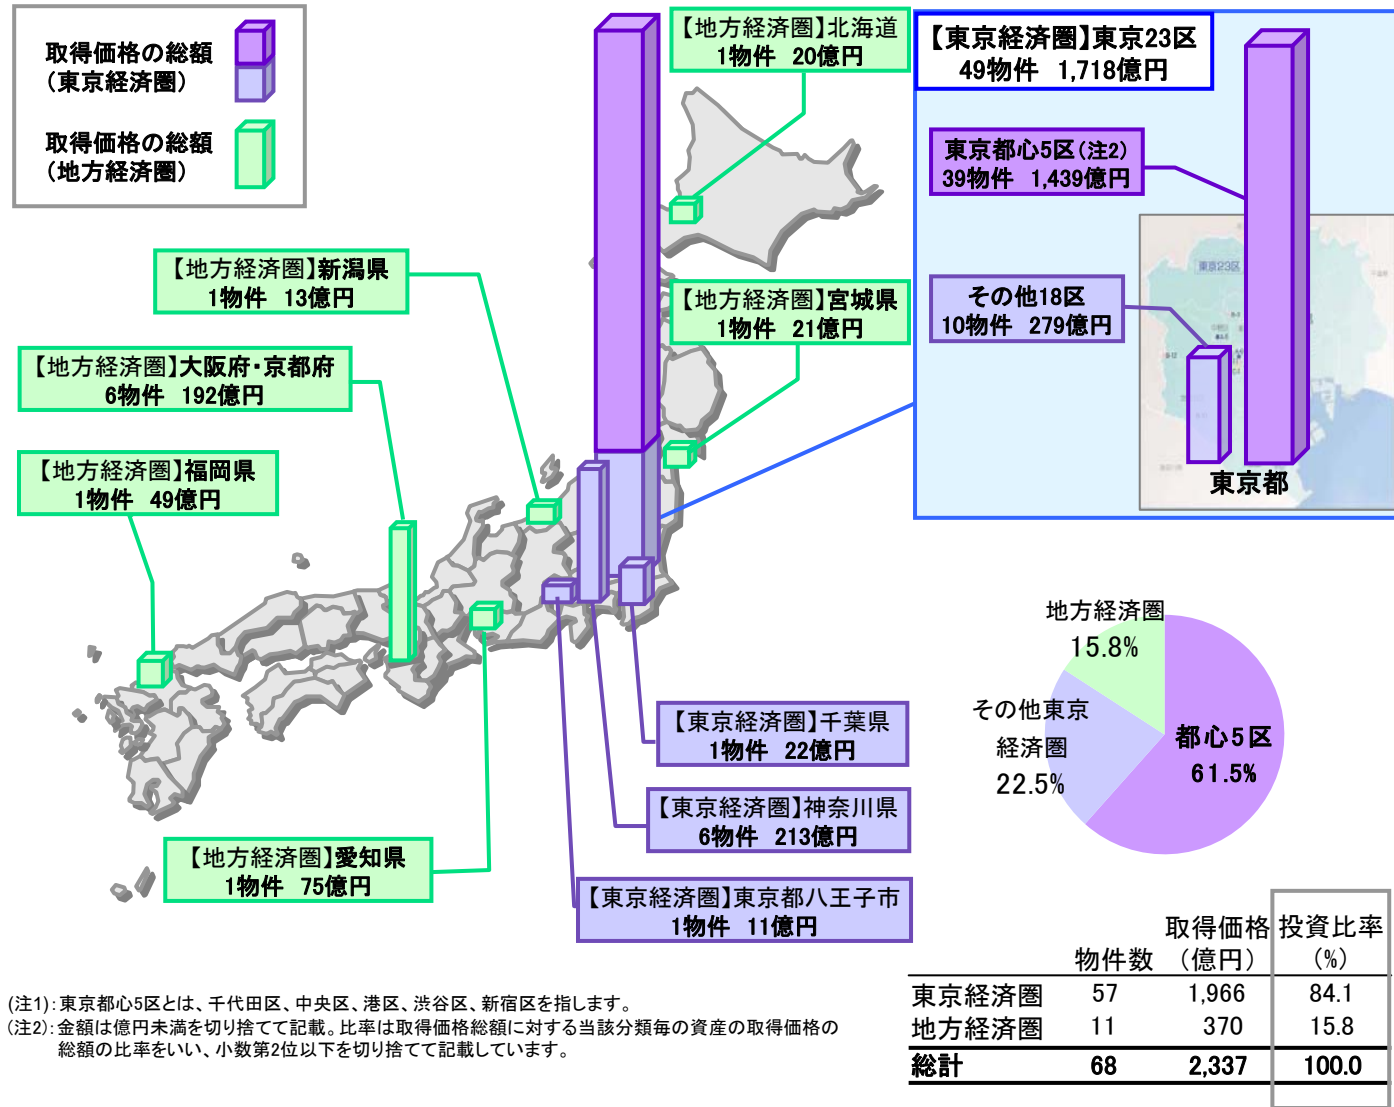 取得価格の総額
(東京経済圏)
取得価格の総額
(地方経済圏)
【地方経済圏】北海道
1物件 20億円
【東京経済圏】東京23区
49物件 1,718億円
東京都心5区(注2)
39物件 1,439億円
東京23区
その他18区
10物件 279億円
東京都
【地方経済圏】新潟県
1物件 13億円
【地方経済圏】宮城県
1物件 21億円
【地方経済圏】大阪府・京都府
6物件 192億円
【地方経済圏】福岡県
1物件 49億円
【東京経済圏】千葉県
1物件 22億円
【東京経済圏】神奈川県
6物件 213億円
【地方経済圏】愛知県
1物件 75億円
【東京経済圏】東京都八王子市
1物件 11億円
地方経済圏
15.8%
その他東京
経済圏
22.5%
都心5区
61.5%
物件数 取得価格(億円) 投資比率(%)
東京経済圏 57 1,966 84.1
地方経済圏 11 370 15.8
総計 68 2,337 100.0
(注1):東京都心5区とは、千代田区、中央区、港区、渋谷区、新宿区を指します。
(注2):金額は億円未満を切り捨てて記載。比率は取得価格総額に対する当該分類毎の資産の取得価格の
総額の比率をいい、小数第2位以下を切り捨てて記載しています。